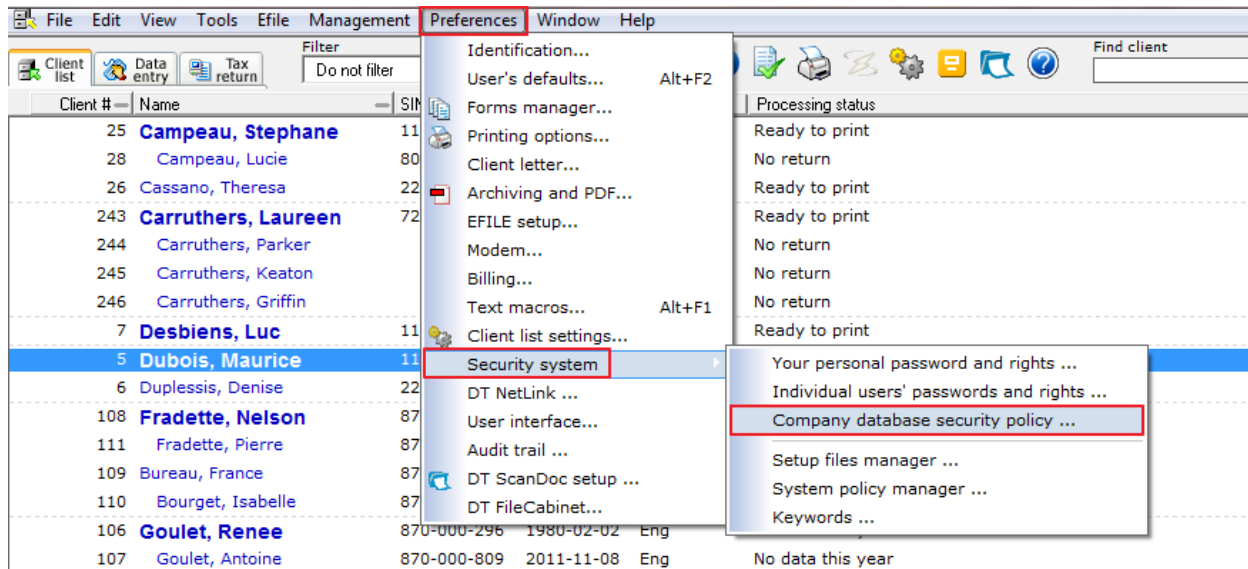 File Edit View Tools Efile Management Preferences Window Help
Client list Data entry Tax return Filter Do not filter Find client
Client # Name SIN Processing status
25 Campeau, Stephane 11 Ready to print
28 Campeau, Lucie 80 No return
26 Cassano, Theresa 22 Ready to print
243 Carruthers, Laureen 72 Ready to print
244 Carruthers, Parker No return
245 Carruthers, Keaton No return
246 Carruthers, Griffin No return
7 Desbiens, Luc 11 Ready to print
5 Dubois, Maurice 11
6 Duplessis, Denise 22
108 Fradette, Nelson 87
111 Fradette, Pierre 87
109 Bureau, France 87
110 Bourget, Isabelle 87
106 Goulet, Renee 870-000-296 1980-02-02 Eng
107 Goulet, Antoine 870-000-809 2011-11-08 Eng No data this year
Identification...
User's defaults... Alt+F2
Forms manager...
Printing options...
Client letter...
Archiving and PDF...
EFILE setup...
Modem...
Billing...
Text macros... Alt+F1
Client list settings...
Security system
DT NetLink ...
User interface...
Audit trail ...
DT ScanDoc setup ...
DT FileCabinet...
Your personal password and rights ...
Individual users' passwords and rights ...
Company database security policy ...
Setup files manager ...
System policy manager ...
Keywords ...